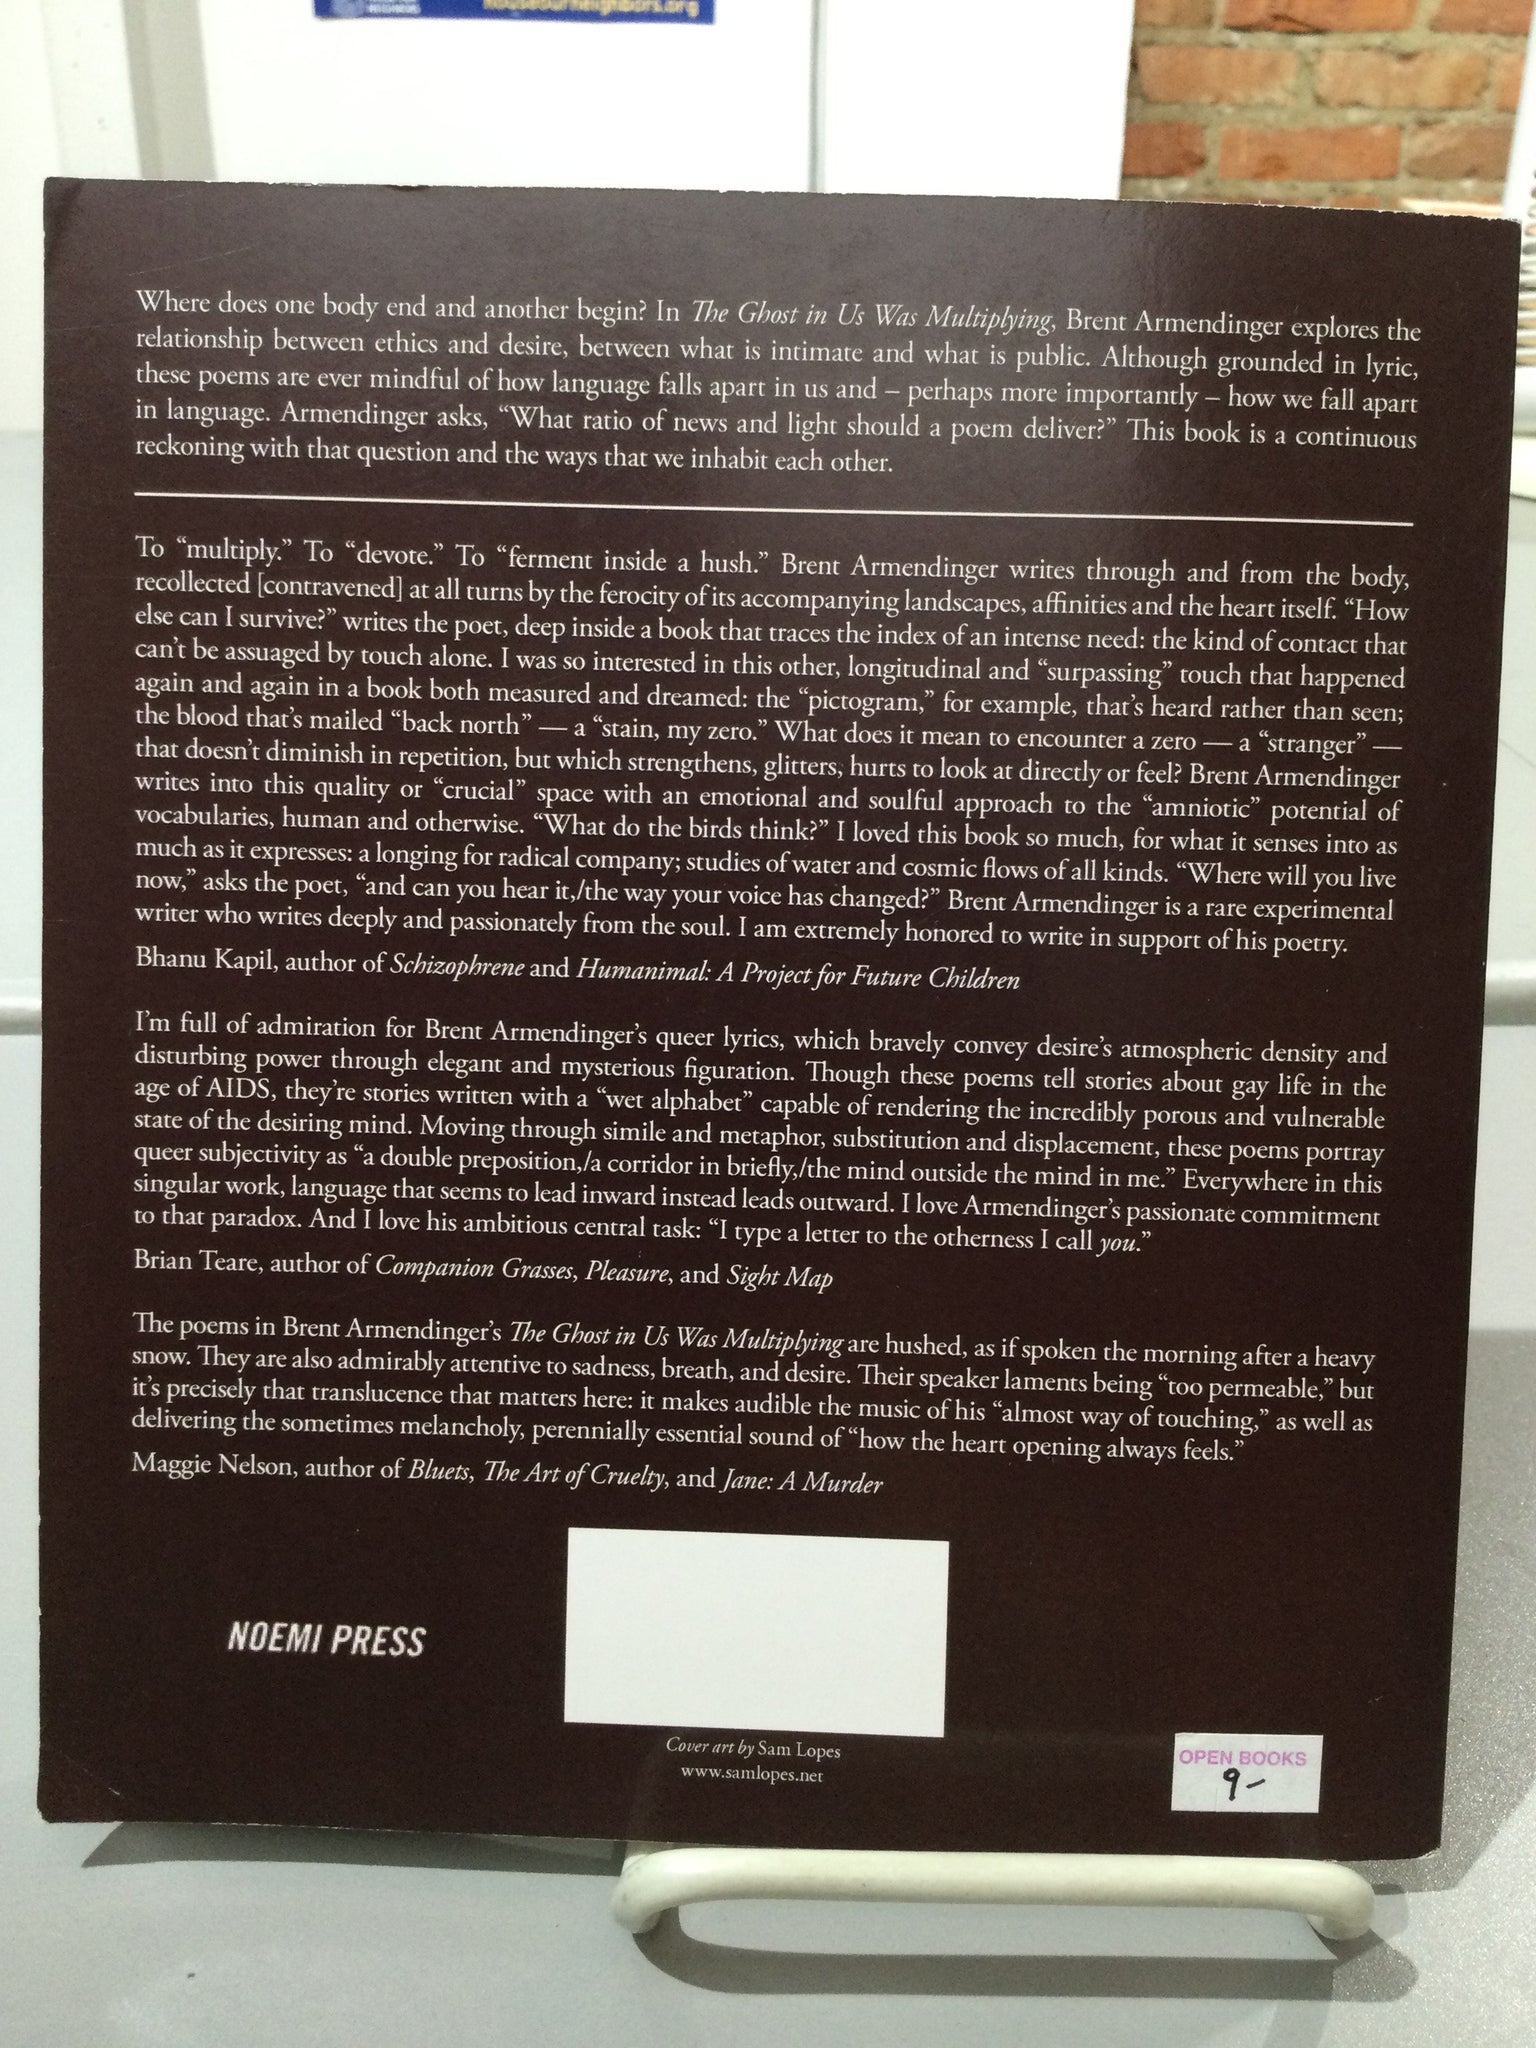 houseourneighbors.org
NEIGHBORS
Where does one body end and another begin? In The Ghost in Us Was Multiplying, Brent Armendinger explores the
relationship between ethics and desire, between what is intimate and what is public. Although grounded in lyric,
these poems are ever mindful of how language falls apart in us and – perhaps more importantly – how we fall apart
in language. Armendinger asks, “What ratio of news and light should a poem deliver?” This book is a continuous
reckoning with that question and the ways that we inhabit each other.
To “multiply.” To “devote.” To “ferment inside a hush.” Brent Armendinger writes through and from the body,
recollected [contravened] at all turns by the ferocity of its accompanying landscapes, affinities and the heart itself. “How
else can I survive?” writes the poet, deep inside a book that traces the index of an intense need: the kind of contact that
can’t be assuaged by touch alone. I was so interested in this other, longitudinal and “surpassing” touch that happened
again and again in a book both measured and dreamed: the “pictogram,” for example, that’s heard rather than seen;
the blood that’s mailed “back north” — a “stain, my zero.” What does it mean to encounter a zero — a “stranger” —
that doesn’t diminish in repetition, but which strengthens, glitters, hurts to look at directly or feel? Brent Armendinger
writes into this quality or “crucial” space with an emotional and soulful approach to the “amniotic” potential of
vocabularies, human and otherwise. “What do the birds think?” I loved this book so much, for what it senses into as
much as it expresses: a longing for radical company; studies of water and cosmic flows of all kinds. “Where will you live
now,” asks the poet, “and can you hear it,/the way your voice has changed?” Brent Armendinger is a rare experimental
writer who writes deeply and passionately from the soul. I am extremely honored to write in support of his poetry.
Bhanu Kapil, author of Schizophrene and Humanimal: A Project for Future Children
I’m full of admiration for Brent Armendinger’s queer lyrics, which bravely convey desire’s atmospheric density and
disturbing power through elegant and mysterious figuration. Though these poems tell stories about gay life in the
age of AIDS, they’re stories written with a “wet alphabet” capable of rendering the incredibly porous and vulnerable
state of the desiring mind. Moving through simile and metaphor, substitution and displacement, these poems portray
queer subjectivity as “a double preposition,/a corridor in briefly,/the mind outside the mind in me.” Everywhere in this
singular work, language that seems to lead inward instead leads outward. I love Armendinger’s passionate commitment
to that paradox. And I love his ambitious central task: “I type a letter to the otherness I call you.”
Brian Teare, author of Companion Grasses, Pleasure, and Sight Map
The poems in Brent Armendinger’s The Ghost in Us Was Multiplying are hushed, as if spoken the morning after a heavy
snow. They are also admirably attentive to sadness, breath, and desire. Their speaker laments being “too permeable,” but
it’s precisely that translucence that matters here: it makes audible the music of his “almost way of touching,” as well as
delivering the sometimes melancholy, perennially essential sound of “how the heart opening always feels.”
Maggie Nelson, author of Bluets, The Art of Cruelty, and Jane: A Murder
NOEMI PRESS
Cover art by Sam Lopes
www.samlopes.net
OPEN BOOKS
9-